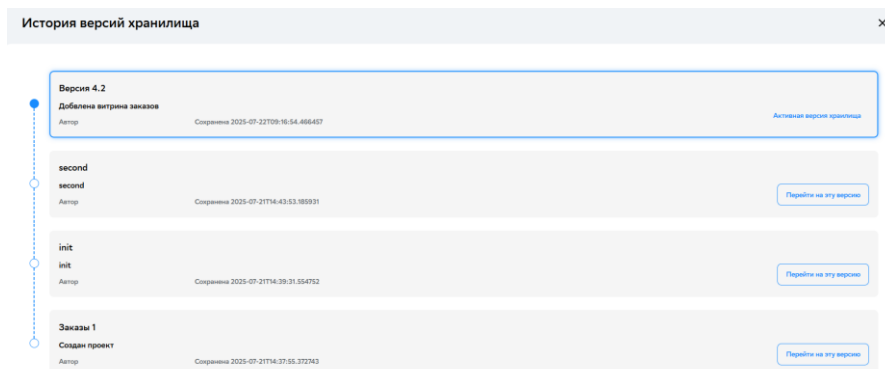 История версий хранилища
×
Версия 4.2
Добвлена витрина заказов
Автор
Сохранена 2025-07-22T09:16:54.466457
Активная версия хранлища
second
second
Автор
Сохранена 2025-07-21T14:43:53.185931
Перейти на эту версию
init
init
Автор
Сохранена 2025-07-21T14:39:31.554752
Перейти на эту версию
Заказы 1
Создан проект
Автор
Сохранена 2025-07-21T14:37:55.372743
Перейти на эту версию